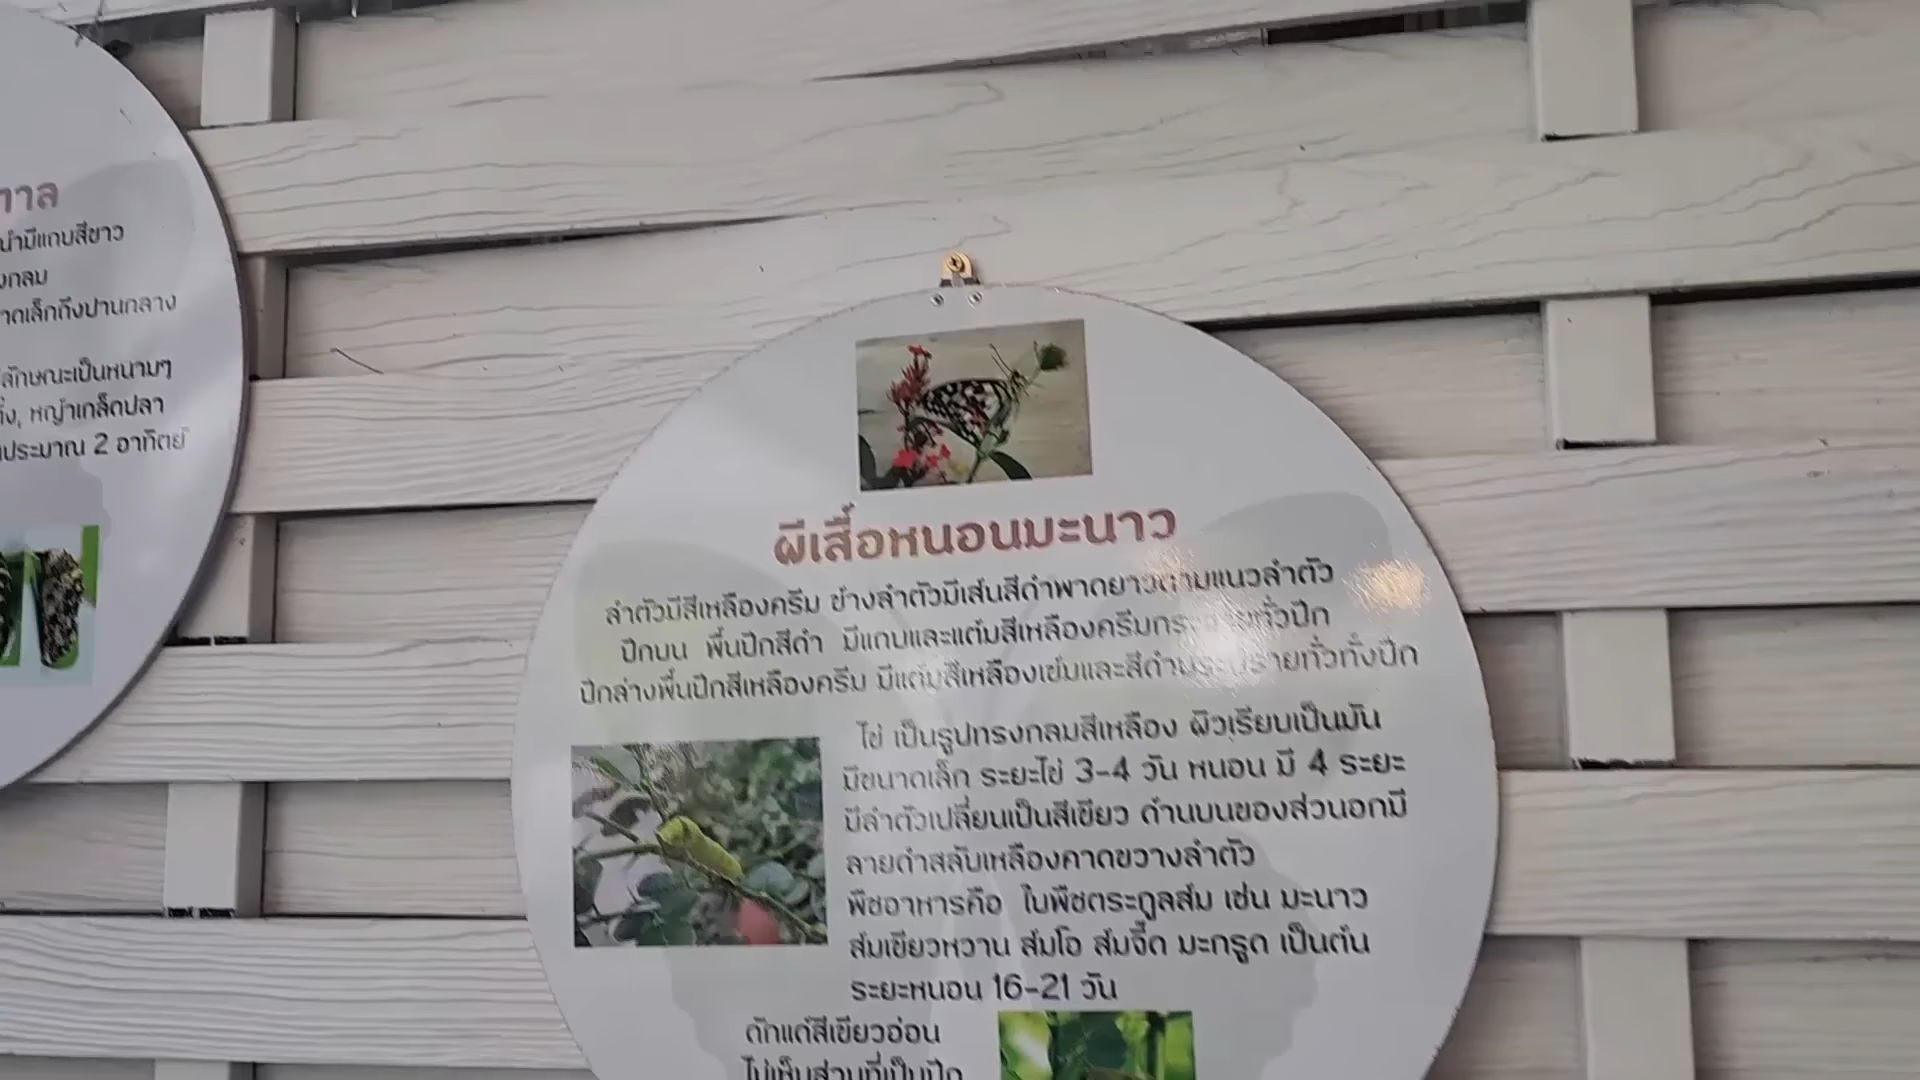 าาล
นำมีแถบสีขาว
งกลม
าดเล็กถึงปานกลาง
ลักษณะเป็นหนามๆ
หญ้าเกล็ดปลา
ประมาณ 2 อาทิตย์
ผีเสื้อหนอนมะนาว
ลำตัวมีสีเหลืองครีม ข้างลำตัวมีเส้นสีดำพาดยาวตามแนวลำตัว
ปีกบน พื้นปีกสีดำ มีแถบและแต้มสีเหลืองครีมกระจายทั่วปีก
ปีกล่างพื้นปีกสีเหลืองครีม มีแต้มสีเหลืองเข้มและสีดำกระจายทั่วทั้งปีก
ไข่ เป็นรูปทรงกลมสีเหลือง ผิวเรียบเป็นมัน
มีขนาดเล็ก ระยะไข่ 3-4 วัน หนอน มี 4 ระยะ
มีลำตัวเปลี่ยนเป็นสีเขียว ด้านบนของส่วนอกมี
ลายดำสลับเหลืองคาดขวางลำตัว
พืชอาหารคือ ใบพืชตระกูลส้ม เช่น มะนาว
ส้มเขียวหวาน ส้มโอ ส้มจี๊ด มะกรูด เป็นต้น
ระยะหนอน 16-21 วัน
ดักแด้สีเขียวอ่อน
ไม่เห็นส่วนที่เป็นปีก